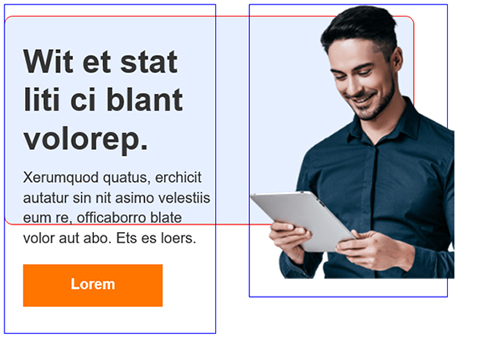 Wit et stat
liti ci blant
volorep.
Xerumquod quatus, erchicit
autatur sin nit asimo velestiis
eum re, officaborro blate
volor aut abo. Ets es loers.
Lorem